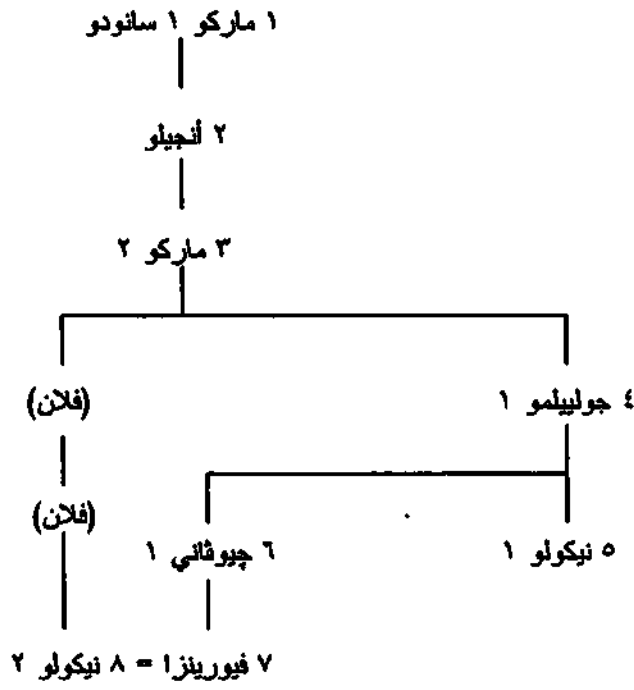 ١ ماركو ١ سانودو
٢ أنجيلو
٣ ماركو ٢
٤ جولييلمو ١
(فلان)
(فلان)
٥ نيكولو ١
٦ چيوڤاني ١
٧ فيورينزا = ٨ نيكولو ٢